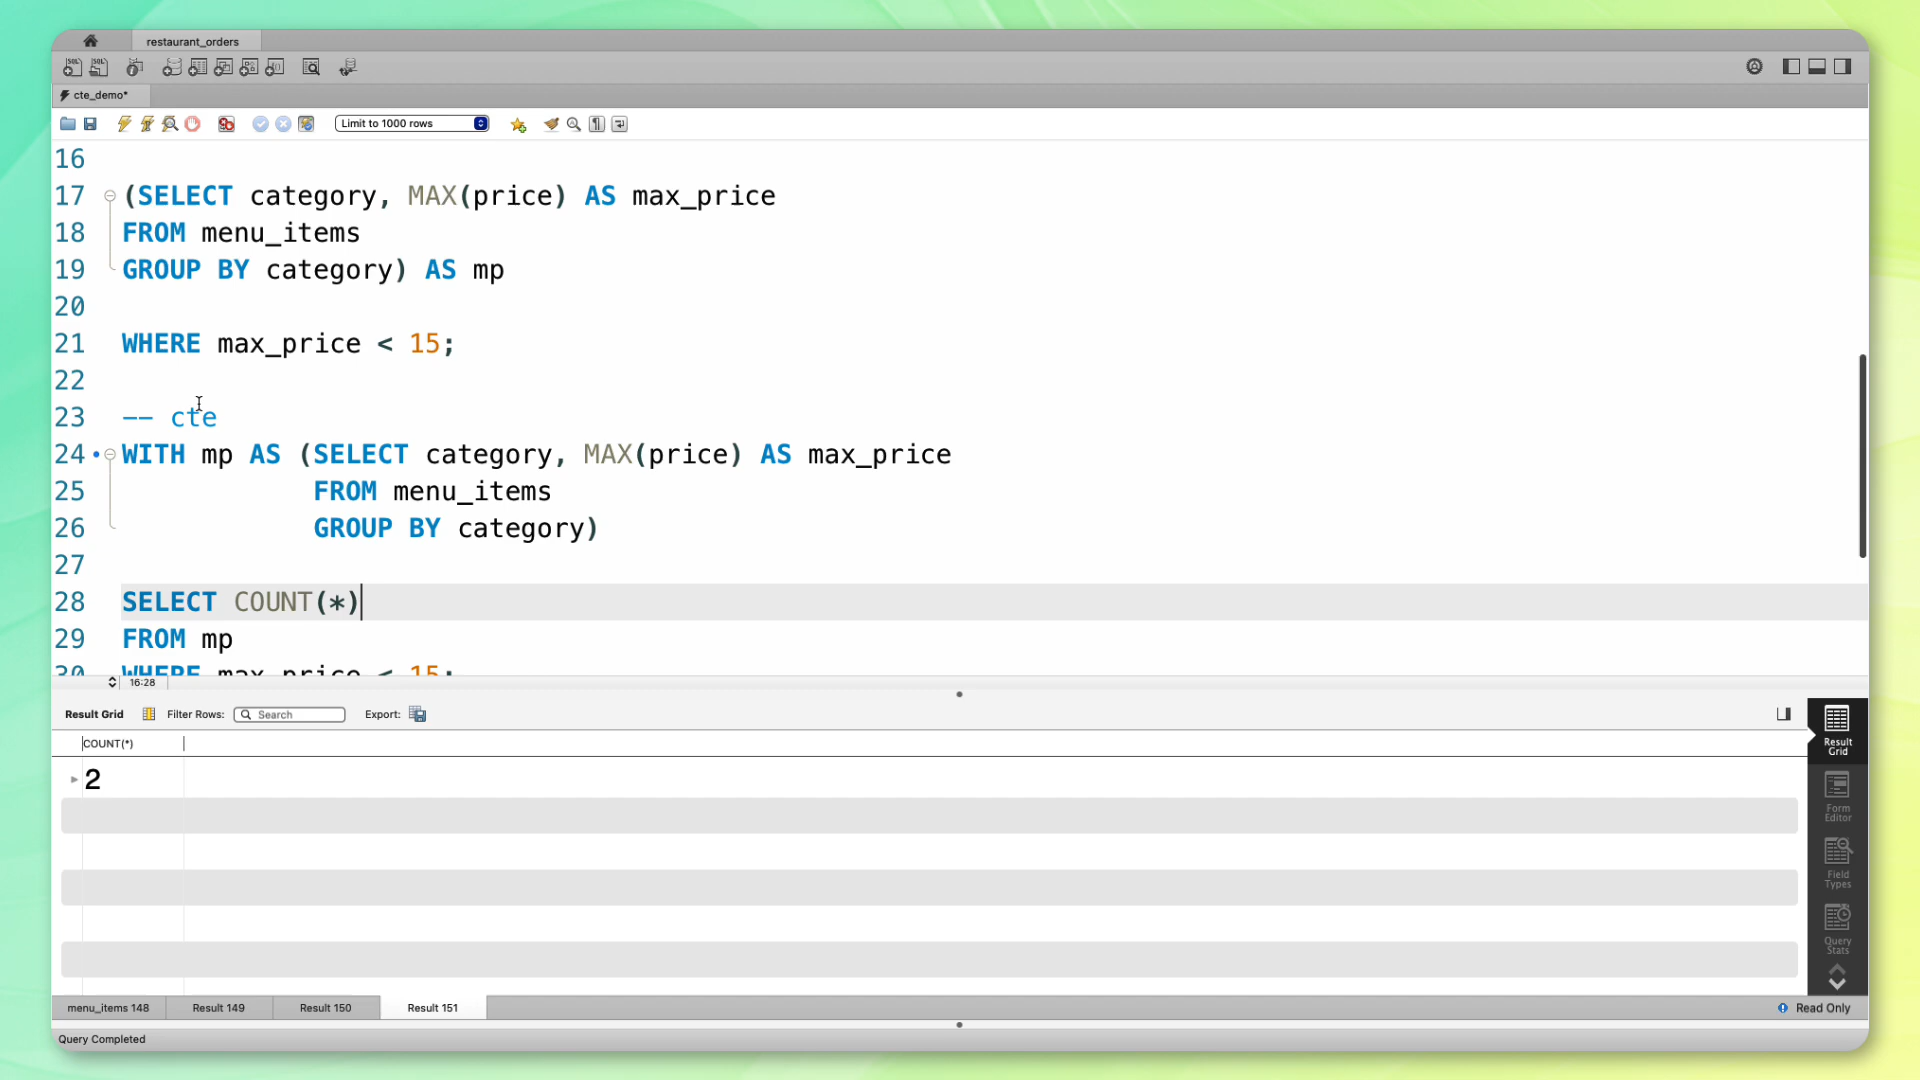 restaurant_orders
cte_demo*
Limit to 1000 rows
16
17 (SELECT category, MAX(price) AS max_price
18 FROM menu_items
19 GROUP BY category) AS mp
20
21 WHERE max_price < 15;
22
23 -- cte
24 WITH mp AS (SELECT category, MAX(price) AS max_price
25 FROM menu_items
26 GROUP BY category)
27
28 SELECT COUNT(*)
29 FROM mp
30 WHERE max_price < 15;
16:28
Result Grid Filter Rows: Search Export:
COUNT(*)
2
Result
Grid
Form
Editor
Field
Types
Query
Stats
menu_items 148 Result 149 Result 150 Result 151 Read Only
Query Completed